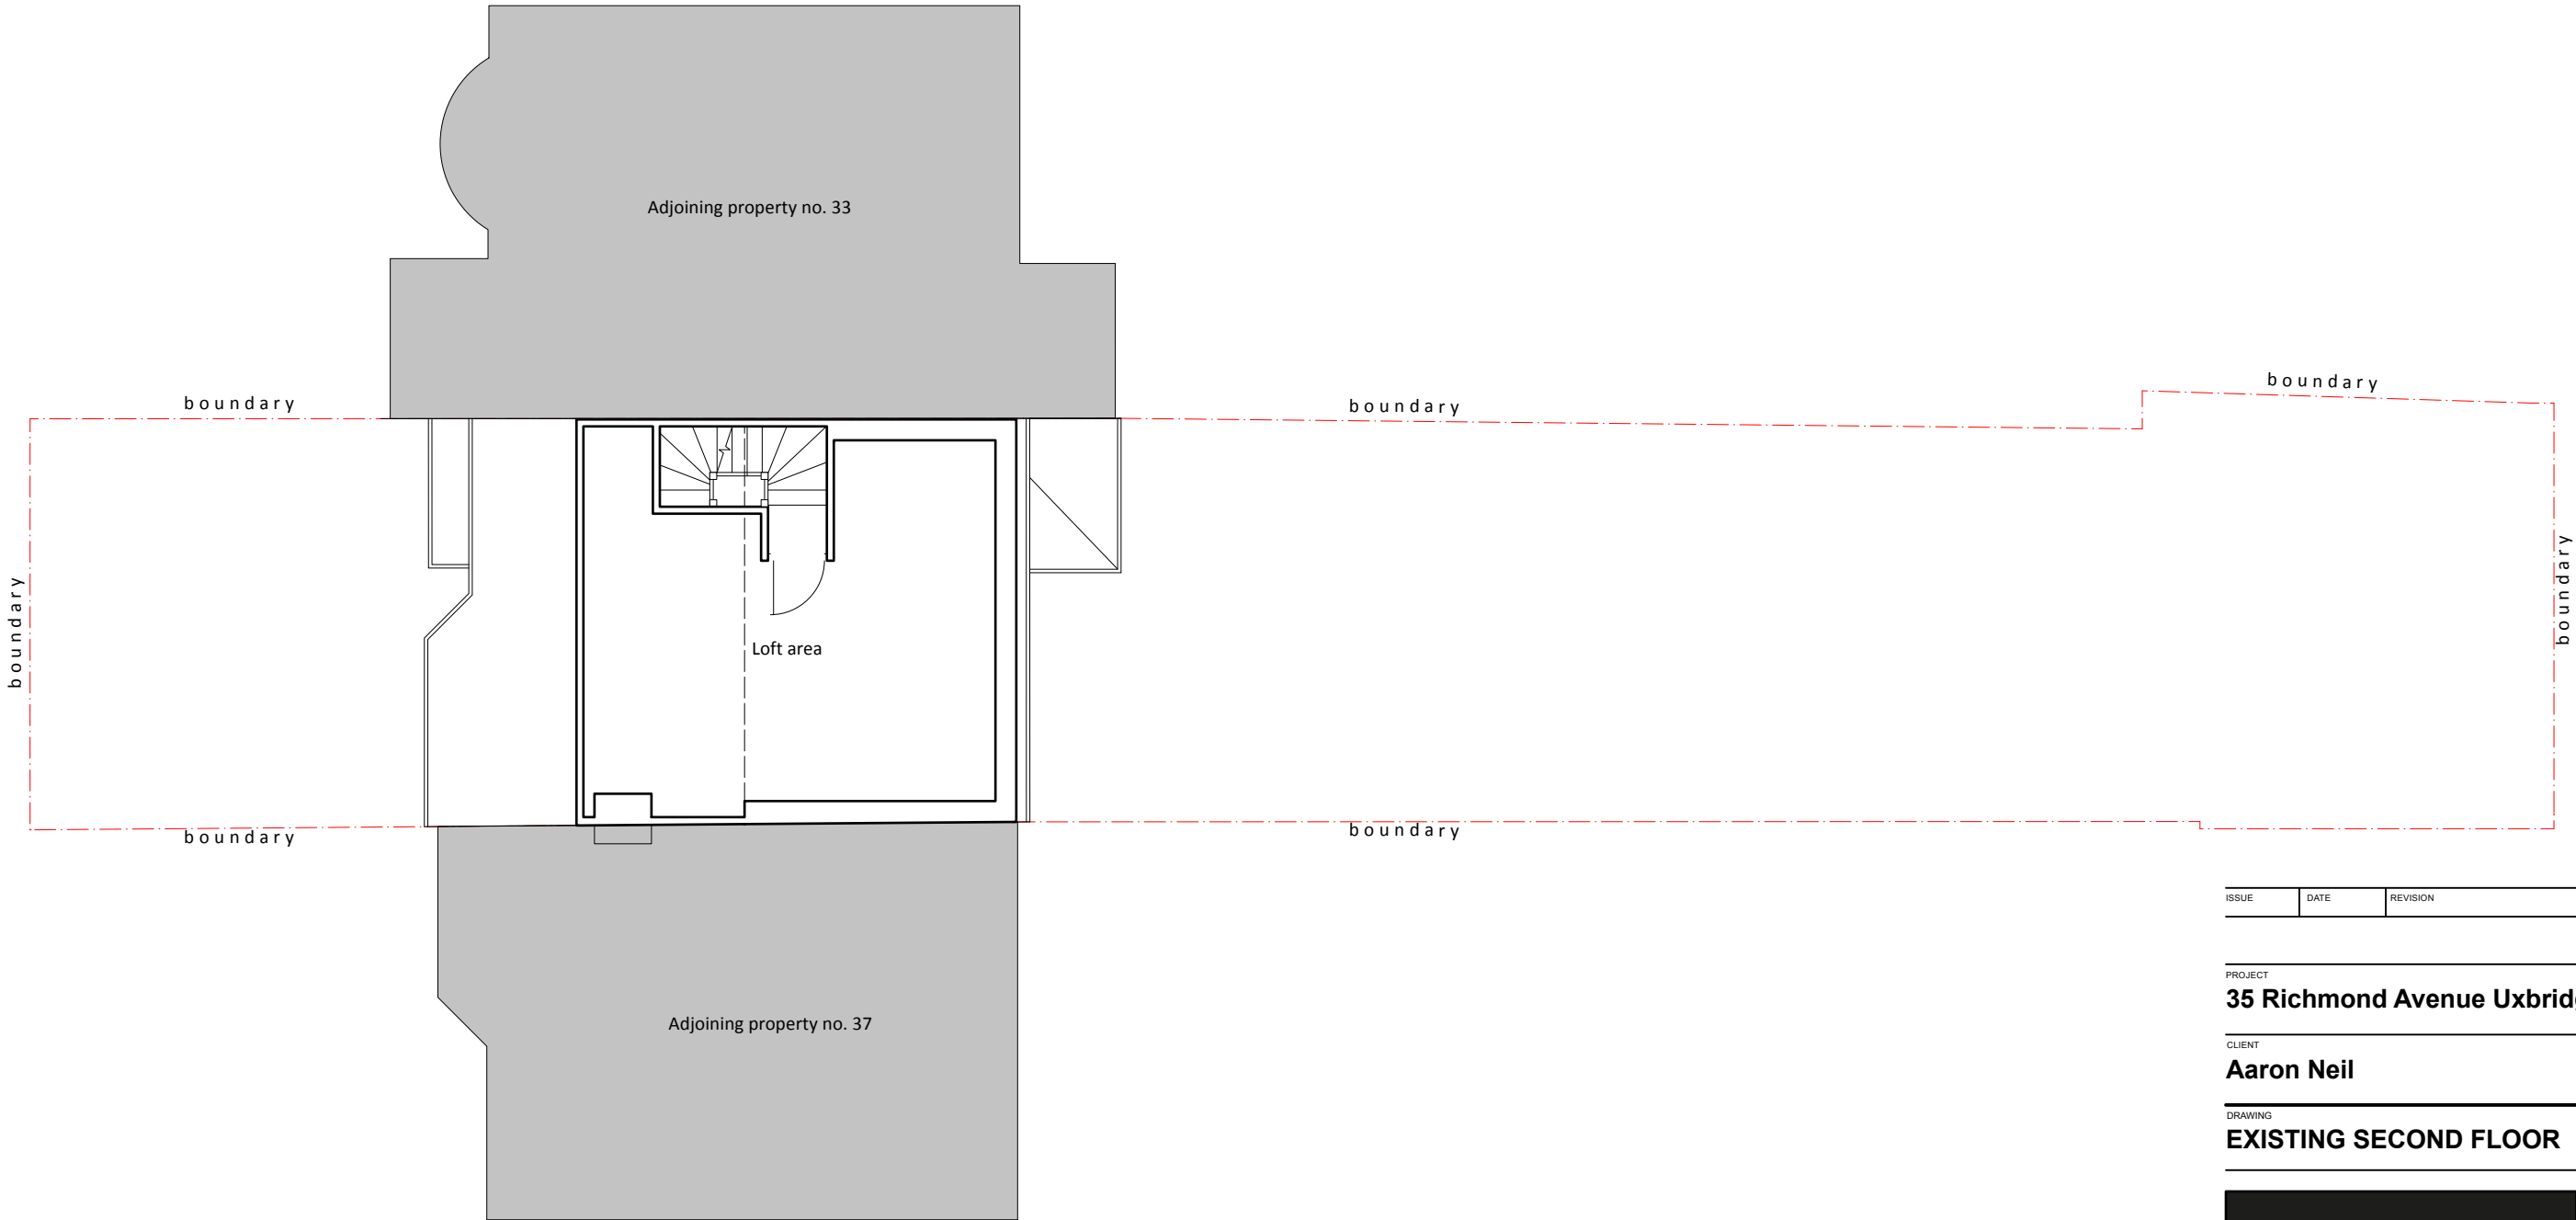 Adjoining property no. 33
boundary
boundary
boundary
boundary
boundary
Loft area
boundary
boundary
Adjoining property no. 37
ISSUE DATE REVISION
PROJECT
35 Richmond Avenue Uxbrid
CLIENT
Aaron Neil
DRAWING
EXISTING SECOND FLOOR